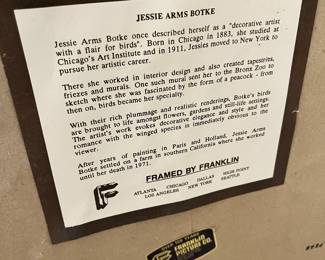 JESSIE ARMS BOTKE
Jessie Arms Botke once described herself as a "decorative artist
with a flair for birds". Born in Chicago in 1883, she studied at
Chicago's Art Institute and in 1911, Jessies moved to New York to
pursue her artistic career.
There she worked in interior design and also created tapestries,
friezes and murals. One such mural sent her to the Bronx Zoo to
sketch where she was fascinated by the form of a peacock - from
then on, birds became her specialty.
With their rich plummage and realistic renderings, Botke's birds
are brought to life amongst flowers, gardens and still-life settings.
The artist's work evokes decorative elegance and style and her
romance with the winged species is immediately obvious to the
viewer.
After years of painting in Paris and Holland, Jessie Arms
Botke settled on a farm in southern California where she worked
until her death in 1971.
FRAMED BY FRANKLIN
ATLANTA CHICAGO DALLAS HIGH POINT
LOS ANGELES NEW YORK SEATTLE
FRANKLIN
PICTURE CO.